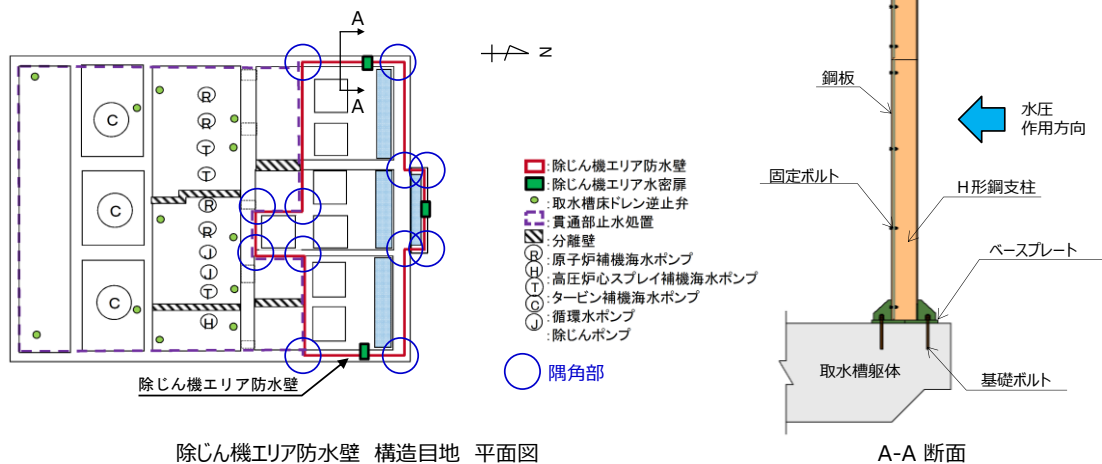 A
A
N
C
C
R
R
T
T
R
R
J
J
T
H
除じん機エリア防水壁
除じん機エリア防水壁 構造目地 平面図
□:除じん機エリア防水壁
■:除じん機エリア水密扉
:取水槽床ドレン逆止弁
:貫通部止水処置
:分離壁
R:原子炉補機海水ポンプ
H:高圧炉心スプレイ補機海水ポンプ
T:タービン補機海水ポンプ
C:循環水ポンプ
J:除じんポンプ
隅角部
鋼板
水圧
作用方向
固定ボルト
H形鋼支柱
ベースプレート
取水槽躯体
基礎ボルト
A-A 断面